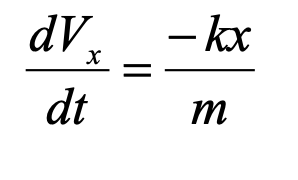 dVₓ/dt = -kx/m